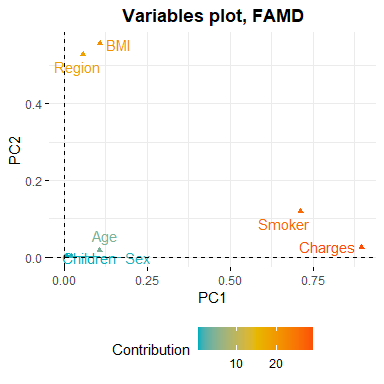 Variables plot, FAMD
BMI
Region
0.4
PC2
0.2
Smoker
Age
Charges
0.0
Children Sex
0.00 0.25 0.50 0.75
PC1
Contribution
10 20